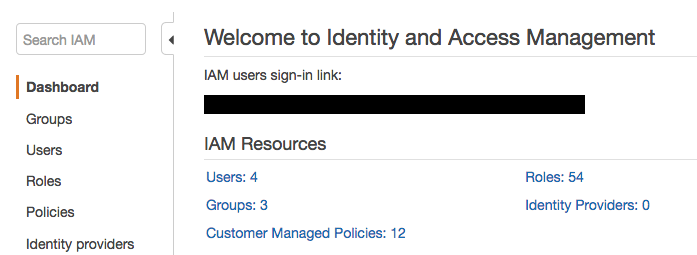 Search IAM
Dashboard
Groups
Users
Roles
Policies
Identity providers
Welcome to Identity and Access Management
IAM users sign-in link:
IAM Resources
Users: 4
Roles: 54
Groups: 3
Identity Providers: 0
Customer Managed Policies: 12